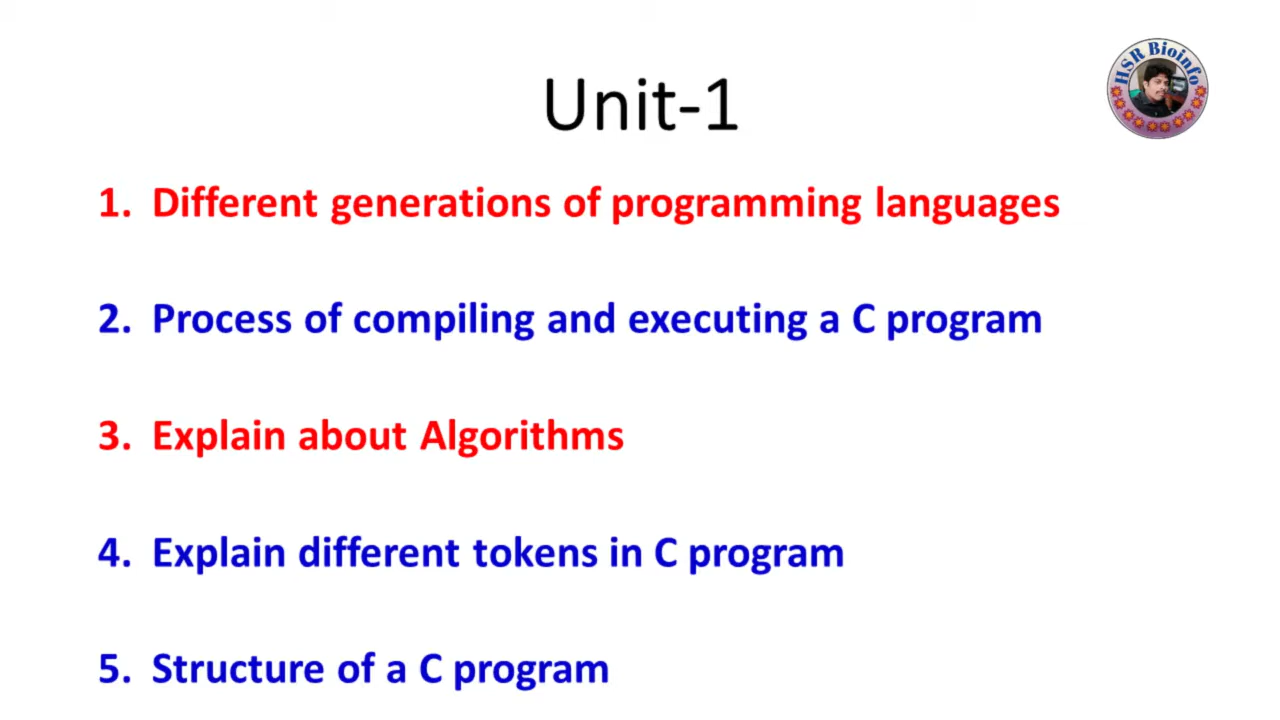 HSR Bioinfo
Unit-1
1. Different generations of programming languages
2. Process of compiling and executing a C program
3. Explain about Algorithms
4. Explain different tokens in C program
5. Structure of a C program